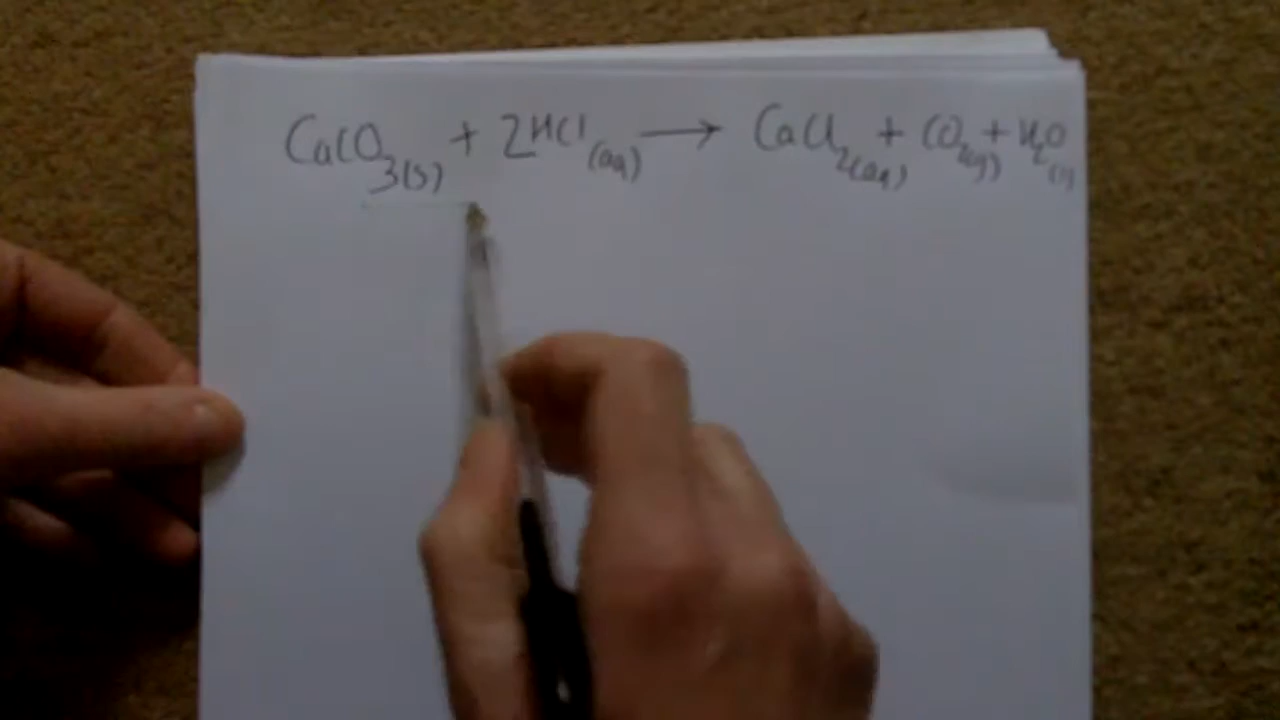 CaCO3(s) + 2HCl(aq) → CaCl2(aq) + CO2(g) + H2O(l)